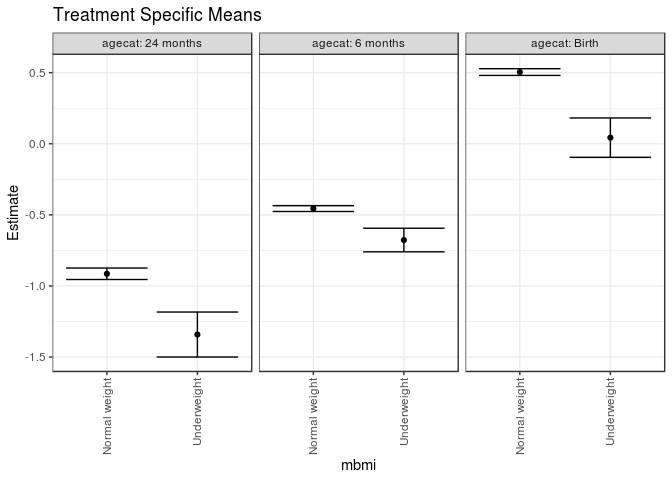 Treatment Specific Means
agecat: 24 months
agecat: 6 months
agecat: Birth
Estimate
0.5
0.0
-0.5
-1.0
-1.5
Normal weight
Underweight
Normal weight
Underweight
Normal weight
Underweight
mbmi